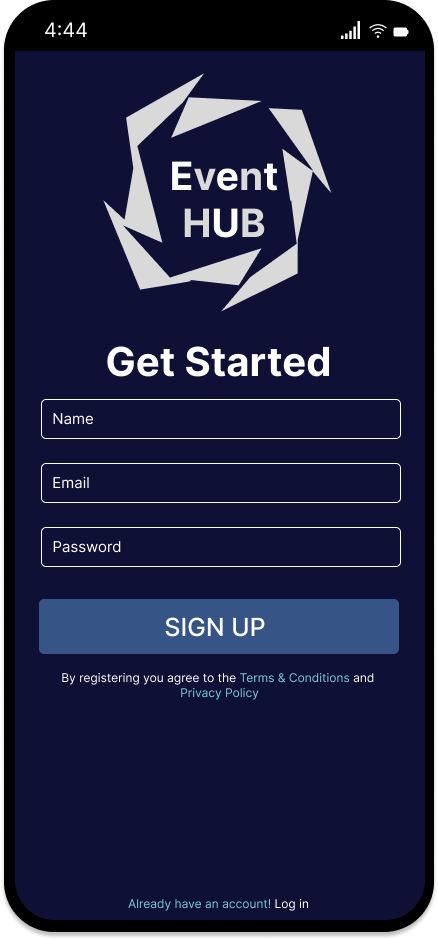 4:44
Event
HUB
Get Started
Name
Email
Password
SIGN UP
By registering you agree to the Terms & Conditions and
Privacy Policy
Already have an account! Log in